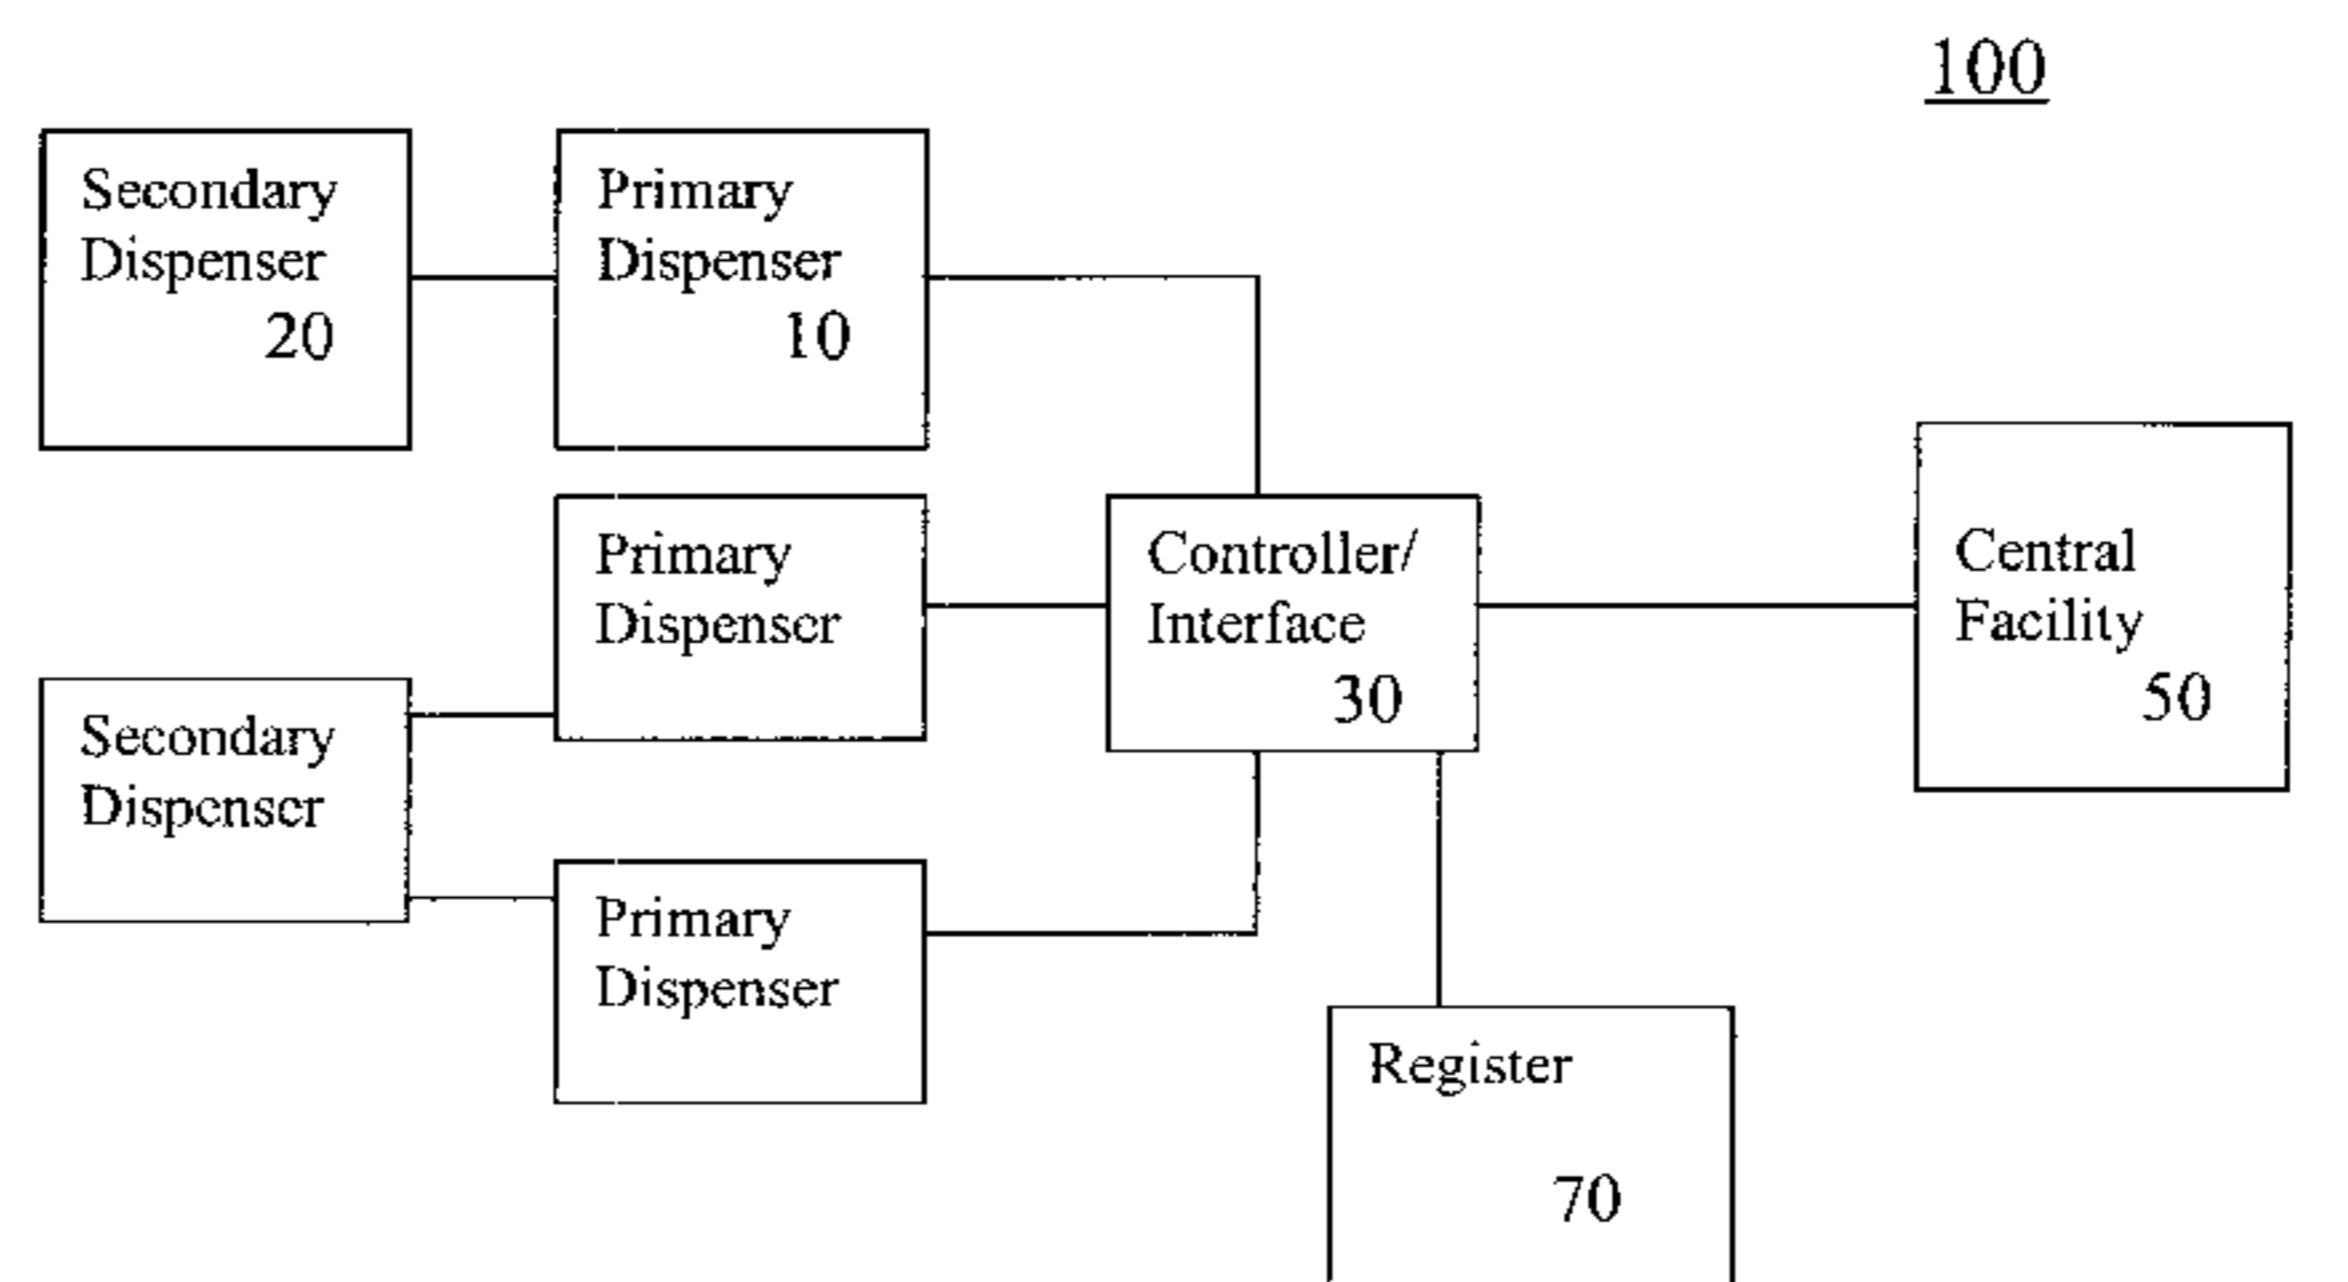 100
Secondary
Dispenser
20
Primary
Dispenser
10
Primary
Dispenser
Controller/
Interface
30
Central
Facility
50
Secondary
Dispenser
Primary
Dispenser
Register
70